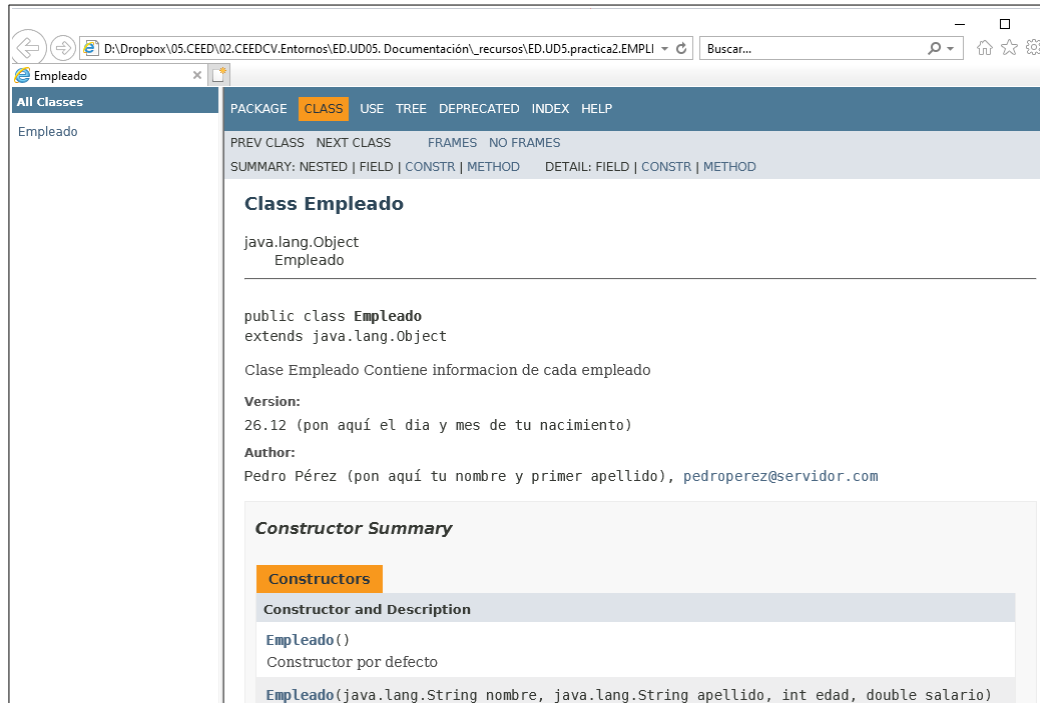 D:\Dropbox\05.CEED\02.CEEDCV.Entornos\ED.UD05. Documentación\_recursos\ED.UD5.practica2.EMPLI
Buscar...
Empleado
All Classes
Empleado
PACKAGE CLASS USE TREE DEPRECATED INDEX HELP
PREV CLASS NEXT CLASS FRAMES NO FRAMES
SUMMARY: NESTED | FIELD | CONSTR | METHOD DETAIL: FIELD | CONSTR | METHOD
Class Empleado
java.lang.Object
Empleado
public class Empleado
extends java.lang.Object
Clase Empleado Contiene informacion de cada empleado
Version:
26.12 (pon aquí el dia y mes de tu nacimiento)
Author:
Pedro Pérez (pon aquí tu nombre y primer apellido), pedroperez@servidor.com
Constructor Summary
Constructors
Constructor and Description
Empleado()
Constructor por defecto
Empleado(java.lang.String nombre, java.lang.String apellido, int edad, double salario)